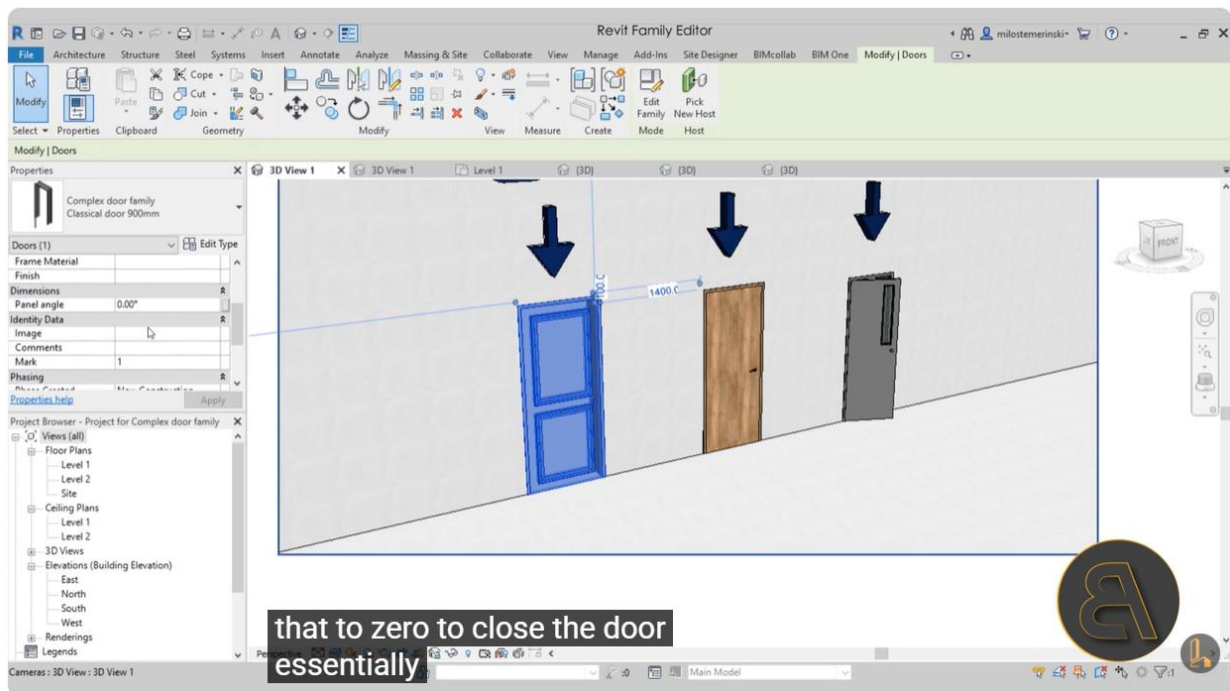 Revit Family Editor
milostemerinski
File Architecture Structure Steel Systems Insert Annotate Analyze Massing & Site Collaborate View Manage Add-Ins Site Designer BIMcollab BIM One Modify | Doors
Modify Paste Cope Cut Join Edit Family Pick New Host
Select Properties Clipboard Geometry Modify View Measure Create Mode Host
Modify | Doors
Properties X 3D View 1 X 3D View 1 Level 1 {3D} {3D} {3D}
Complex door family
Classical door 900mm
Doors (1) Edit Type
Frame Material
Finish
Dimensions
Panel angle 0.00°
Identity Data
Image
Comments
Mark 1
Phasing
Phase Created New Construction
Properties help Apply
1400.0
FRONT
Project Browser - Project for Complex door family X
Views (all)
Floor Plans
Level 1
Level 2
Site
Ceiling Plans
Level 1
Level 2
3D Views
Elevations (Building Elevation)
East
North
South
West
Renderings
Legends
that to zero to close the door
essentially
Perspective
Cameras : 3D View : 3D View 1 :0 Main Model :1